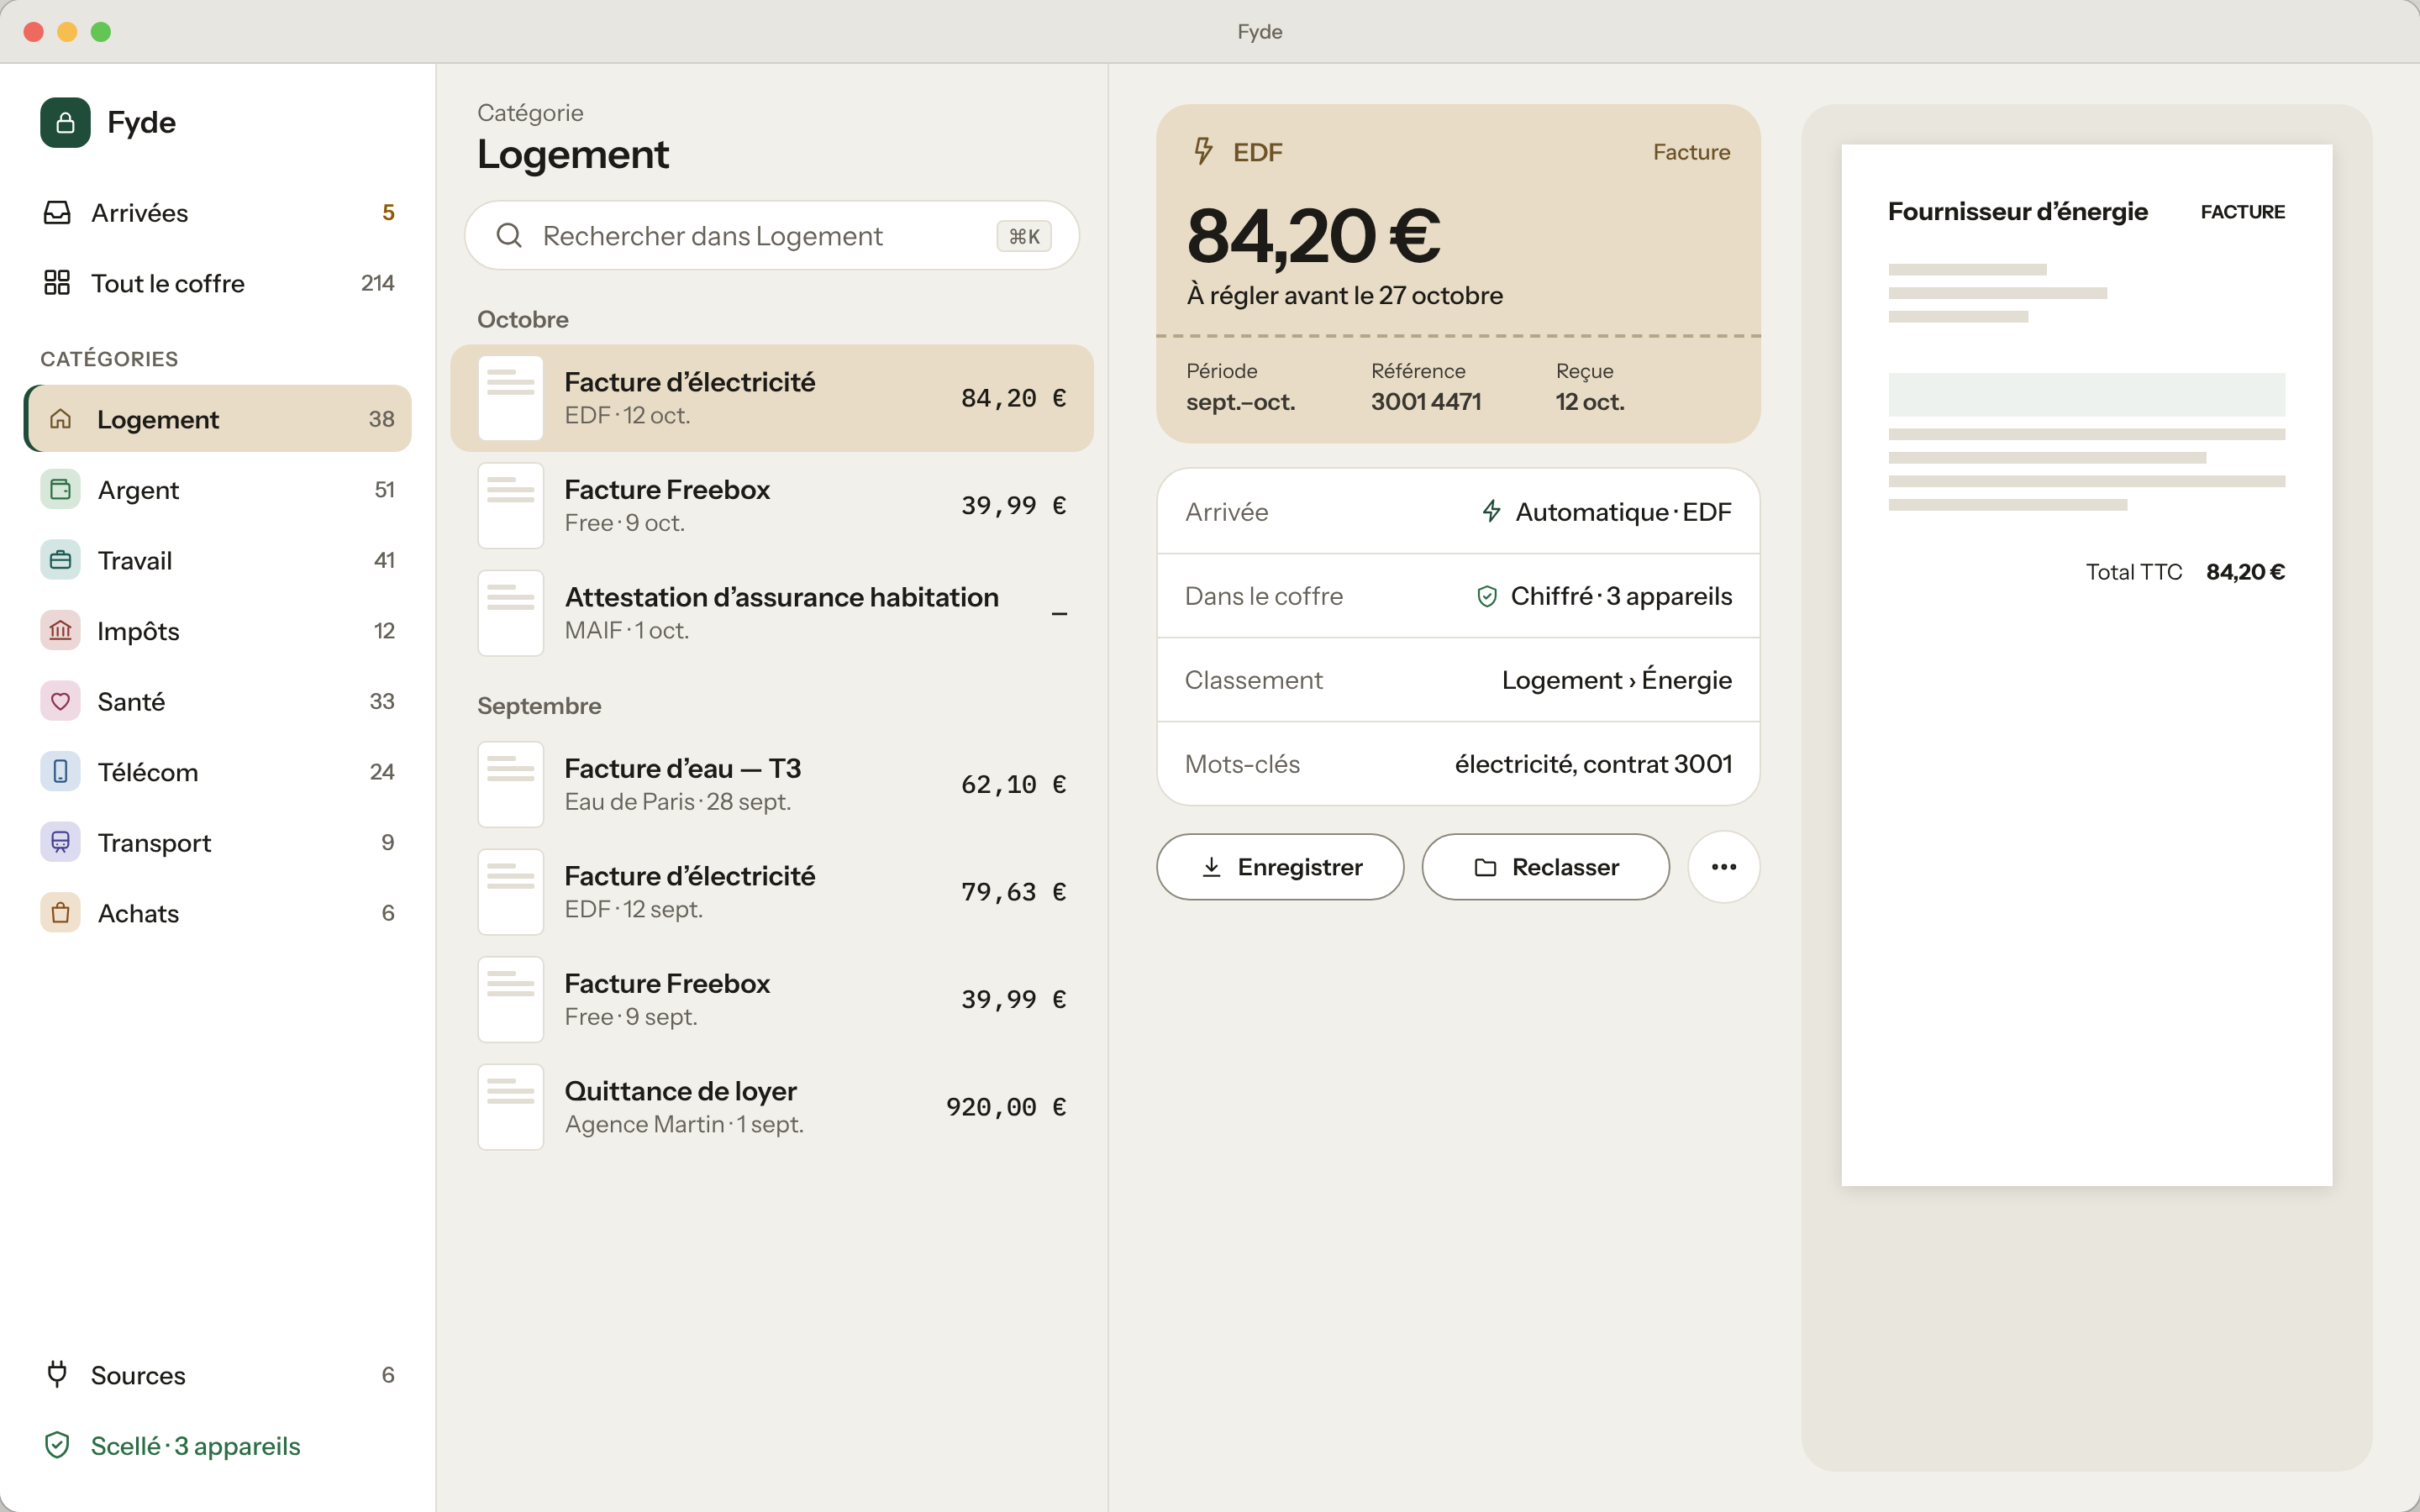 Fyde
Fyde
Arrivées 5
Tout le coffre 214
CATÉGORIES
Logement 38
Argent 51
Travail 41
Impôts 12
Santé 33
Télécom 24
Transport 9
Achats 6
Sources 6
Scellé · 3 appareils
Catégorie
Logement
Rechercher dans Logement ⌘K
Octobre
Facture d’électricité
EDF · 12 oct.
84,20 €
Facture Freebox
Free · 9 oct.
39,99 €
Attestation d’assurance habitation
MAIF · 1 oct.
–
Septembre
Facture d’eau — T3
Eau de Paris · 28 sept.
62,10 €
Facture d’électricité
EDF · 12 sept.
79,63 €
Facture Freebox
Free · 9 sept.
39,99 €
Quittance de loyer
Agence Martin · 1 sept.
920,00 €
EDF Facture
84,20 €
À régler avant le 27 octobre
Période Référence Reçue
sept.–oct. 3001 4471 12 oct.
Arrivée Automatique · EDF
Dans le coffre Chiffré · 3 appareils
Classement Logement › Énergie
Mots-clés électricité, contrat 3001
Enregistrer Reclasser
Fournisseur d’énergie FACTURE
Total TTC 84,20 €